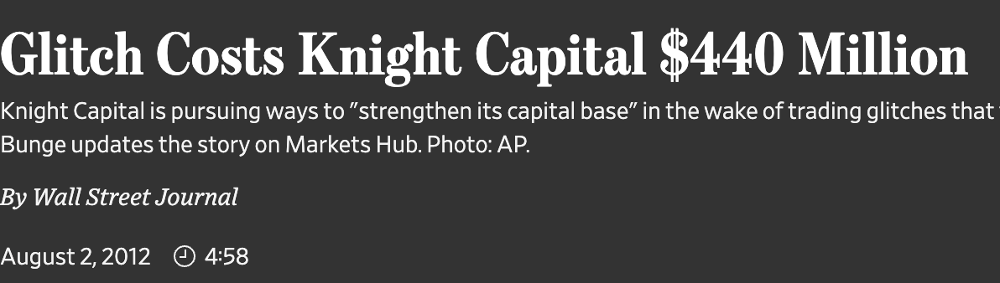 Glitch Costs Knight Capital $440 Million
Knight Capital is pursuing ways to "strengthen its capital base" in the wake of trading glitches that
Bunge updates the story on Markets Hub. Photo: AP.
By Wall Street Journal
August 2, 2012 4:58